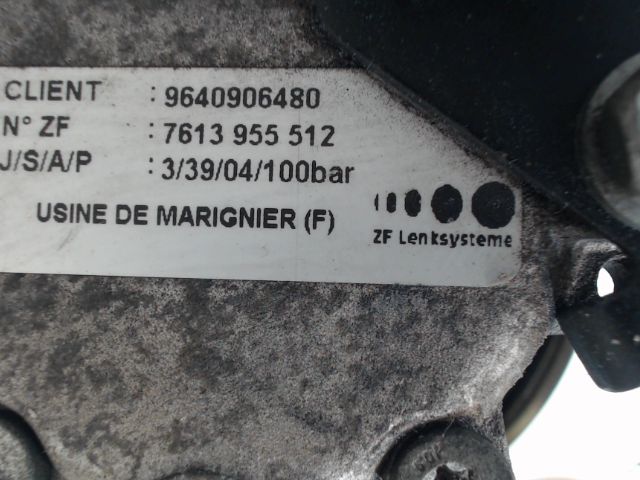 CLIENT : 9640906480
N° ZF : 7613 955 512
J/S/A/P : 3/39/04/100bar
USINE DE MARIGNIER (F)
ZF Lenksysteme